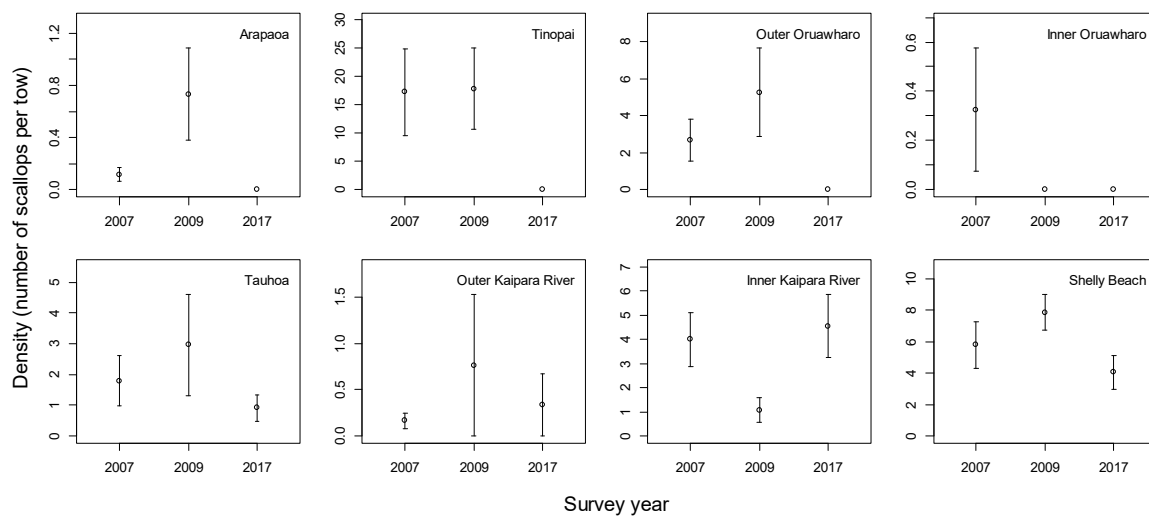 Density (number of scallops per tow)
Arapaoa
1.2
0.8
0.4
0.0
2007 2009 2017
Tinopai
30
25
20
15
10
5
0
2007 2009 2017
Outer Oruawharo
8
6
4
2
0
2007 2009 2017
Inner Oruawharo
0.6
0.4
0.2
0.0
2007 2009 2017
Tauhoa
5
4
3
2
1
0
2007 2009 2017
Outer Kaipara River
1.5
1.0
0.5
0.0
2007 2009 2017
Inner Kaipara River
7
6
5
4
3
2
1
0
2007 2009 2017
Shelly Beach
10
8
6
4
2
0
2007 2009 2017
Survey year